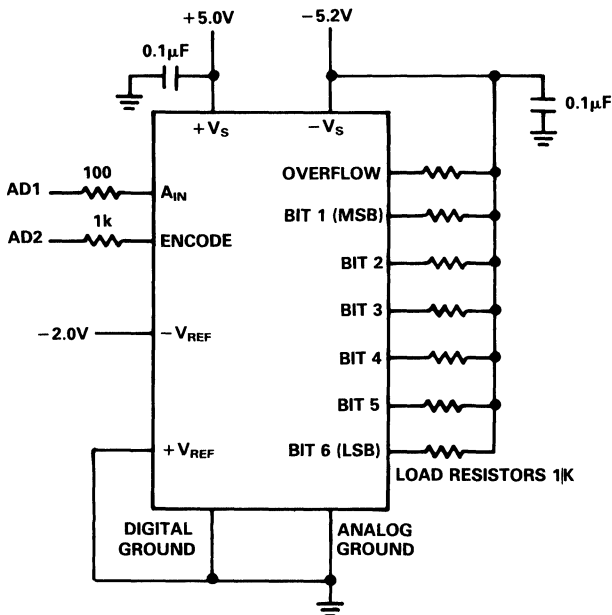 +5.0V
−5.2V
0.1µF
0.1µF
+VS
−VS
OVERFLOW
100
AD1
AIN
BIT 1 (MSB)
1k
AD2
ENCODE
BIT 2
BIT 3
−2.0V
−VREF
BIT 4
BIT 5
+VREF
BIT 6 (LSB)
LOAD RESISTORS 1K
DIGITAL
GROUND
ANALOG
GROUND